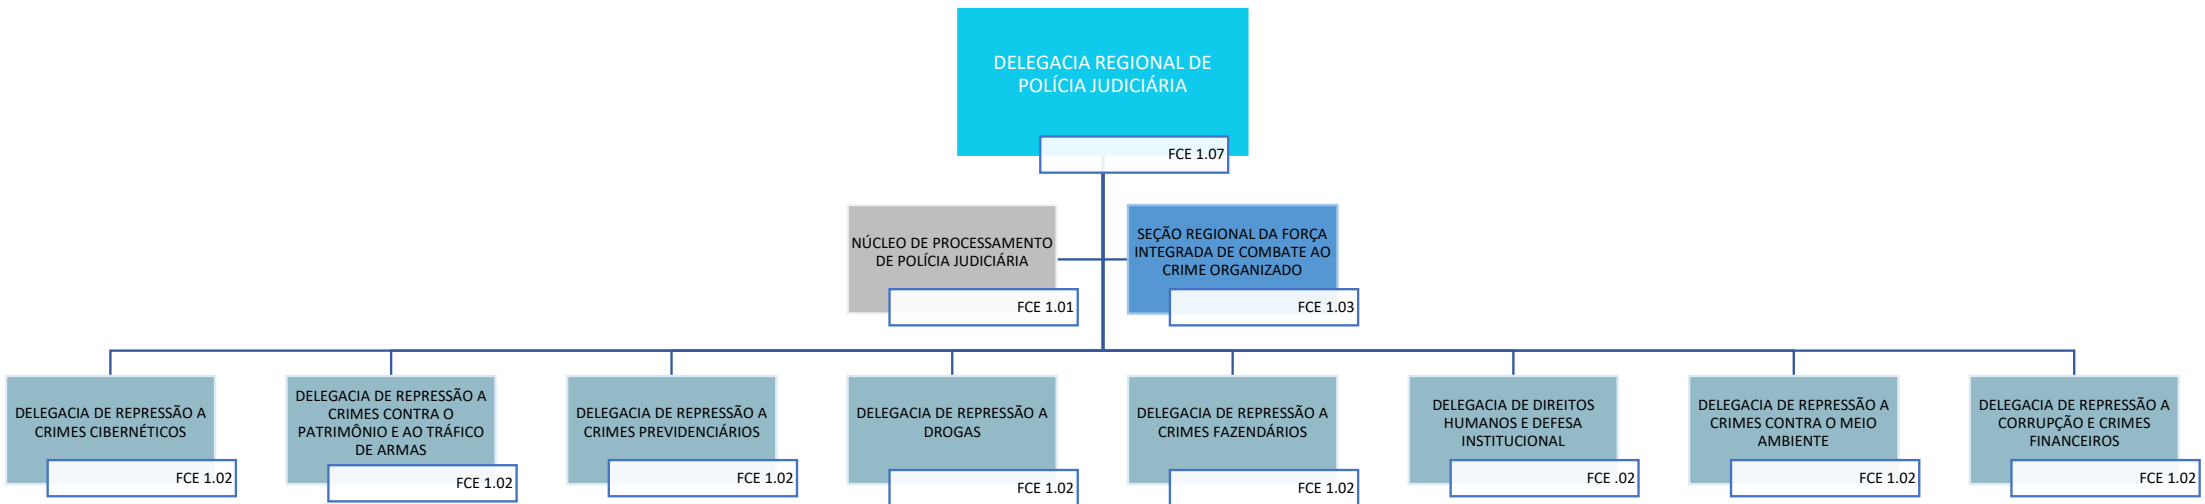 DELEGACIA REGIONAL DE
POLÍCIA JUDICIÁRIA
FCE 1.07
NÚCLEO DE PROCESSAMENTO
DE POLÍCIA JUDICIÁRIA
FCE 1.01
SEÇÃO REGIONAL DA FORÇA
INTEGRADA DE COMBATE AO
CRIME ORGANIZADO
FCE 1.03
DELEGACIA DE REPRESSÃO A
CRIMES CIBERNÉTICOS
FCE 1.02
DELEGACIA DE REPRESSÃO A
CRIMES CONTRA O
PATRIMÔNIO E AO TRÁFICO
DE ARMAS
FCE 1.02
DELEGACIA DE REPRESSÃO A
CRIMES PREVIDENCIÁRIOS
FCE 1.02
DELEGACIA DE REPRESSÃO A
DROGAS
FCE 1.02
DELEGACIA DE REPRESSÃO A
CRIMES FAZENDÁRIOS
FCE 1.02
DELEGACIA DE DIREITOS
HUMANOS E DEFESA
INSTITUCIONAL
FCE .02
DELEGACIA DE REPRESSÃO A
CRIMES CONTRA O MEIO
AMBIENTE
FCE 1.02
DELEGACIA DE REPRESSÃO A
CORRUPÇÃO E CRIMES
FINANCEIROS
FCE 1.02